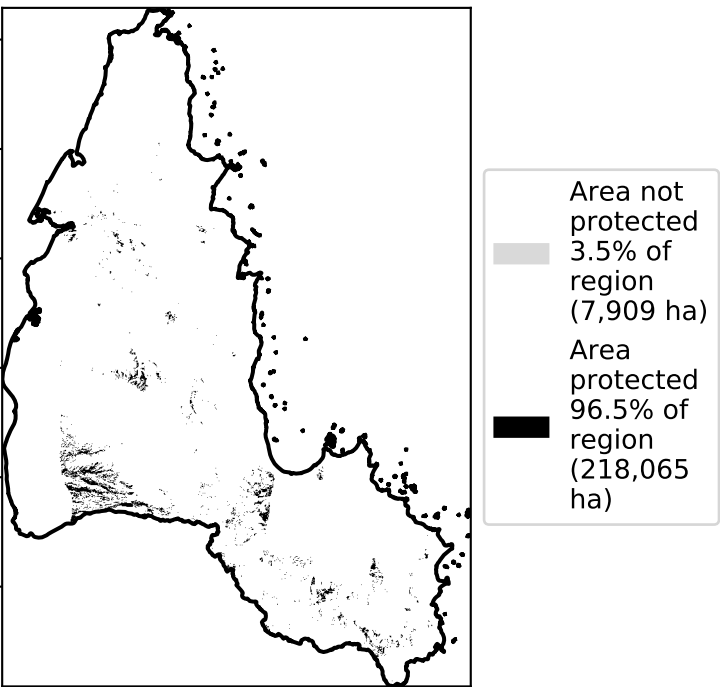 Area not
protected
3.5% of
region
(7,909 ha)
Area
protected
96.5% of
region
(218,065
ha)